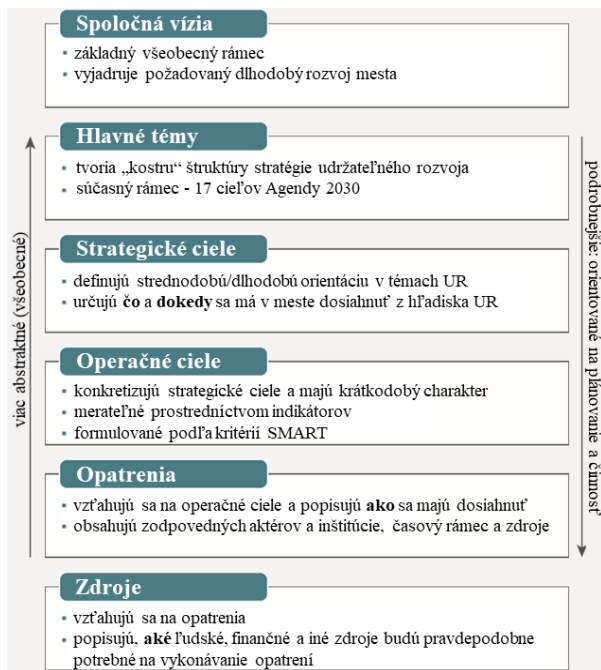 Spoločná vízia
▪ základný všeobecný rámec
▪ vyjadruje požadovaný dlhodobý rozvoj mesta
Hlavné témy
▪ tvoria „kostru“ štruktúry stratégie udržateľného rozvoja
▪ súčasný rámec - 17 cieľov Agendy 2030
Strategické ciele
▪ definujú strednodobú/dlhodobú orientáciu v témach UR
▪ určujú čo a dokedy sa má v meste dosiahnuť z hľadiska UR
Operačné ciele
▪ konkretizujú strategické ciele a majú krátkodobý charakter
▪ merateľné prostredníctvom indikátorov
▪ formulované podľa kritérií SMART
Opatrenia
▪ vzťahujú sa na operačné ciele a popisujú ako sa majú dosiahnuť
▪ obsahujú zodpovedných aktérov a inštitúcie, časový rámec a zdroje
Zdroje
▪ vzťahujú sa na opatrenia
▪ popisujú, aké ľudské, finančné a iné zdroje budú pravdepodobne
potrebné na vykonávanie opatrení
viac abstraktné (všeobecné)
podrobnejšie: orientované na plánovanie a činnosť